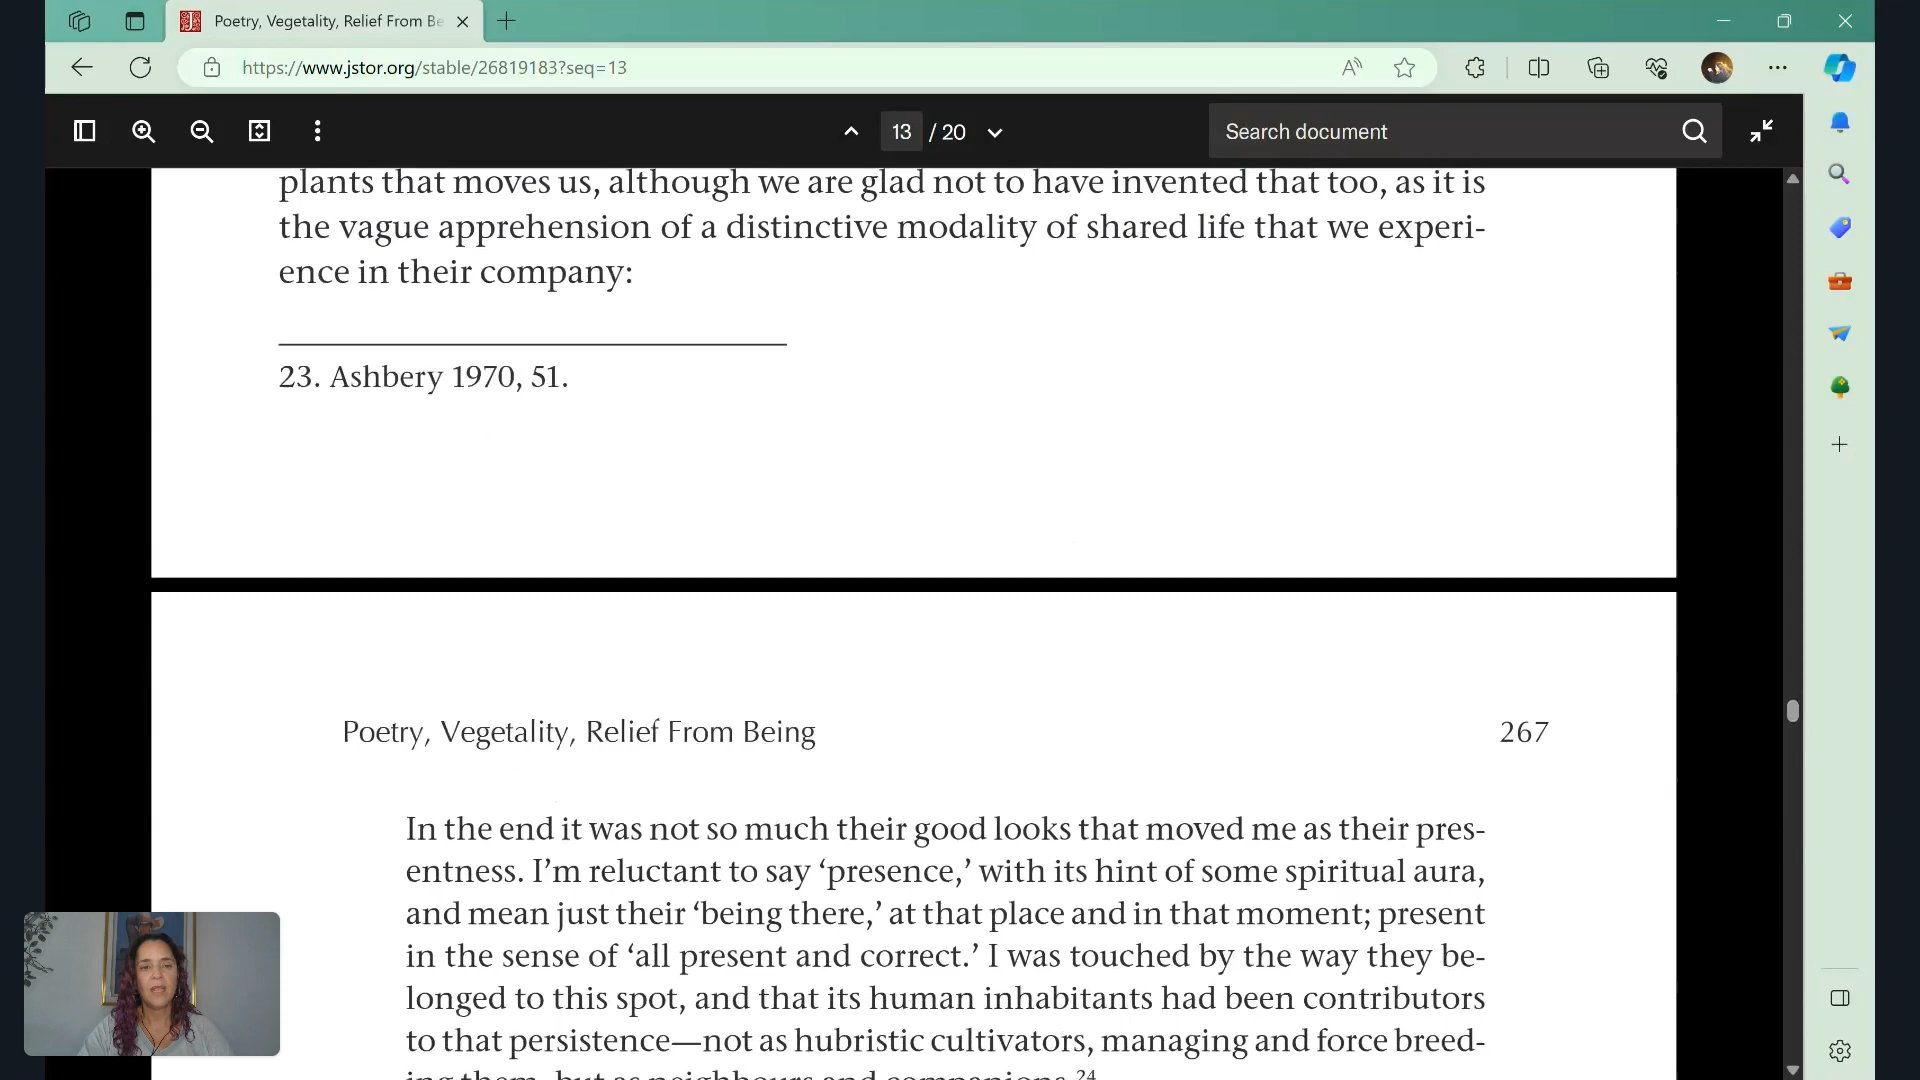 Poetry, Vegetality, Relief From Be
https://www.jstor.org/stable/26819183?seq=13
13 / 20
Search document
plants that moves us, although we are glad not to have invented that too, as it is
the vague apprehension of a distinctive modality of shared life that we experi-
ence in their company:
23. Ashbery 1970, 51.
Poetry, Vegetality, Relief From Being
267
In the end it was not so much their good looks that moved me as their pres-
entness. I'm reluctant to say ‘presence,’ with its hint of some spiritual aura,
and mean just their ‘being there,’ at that place and in that moment; present
in the sense of ‘all present and correct.’ I was touched by the way they be-
longed to this spot, and that its human inhabitants had been contributors
to that persistence—not as hubristic cultivators, managing and force breed-
ing them, but as neighbours and companions.24